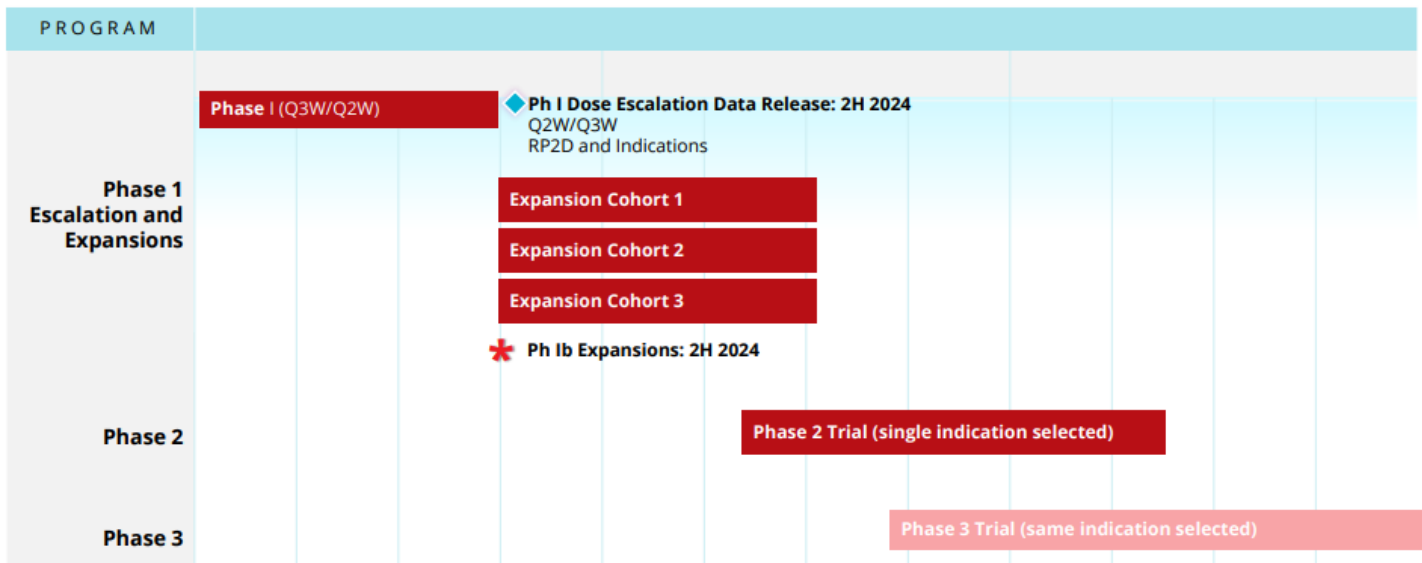 PROGRAM
Phase I (Q3W/Q2W)
Ph I Dose Escalation Data Release: 2H 2024
Q2W/Q3W
RP2D and Indications
Phase 1
Escalation and
Expansions
Expansion Cohort 1
Expansion Cohort 2
Expansion Cohort 3
* Ph Ib Expansions: 2H 2024
Phase 2
Phase 2 Trial (single indication selected)
Phase 3
Phase 3 Trial (same indication selected)